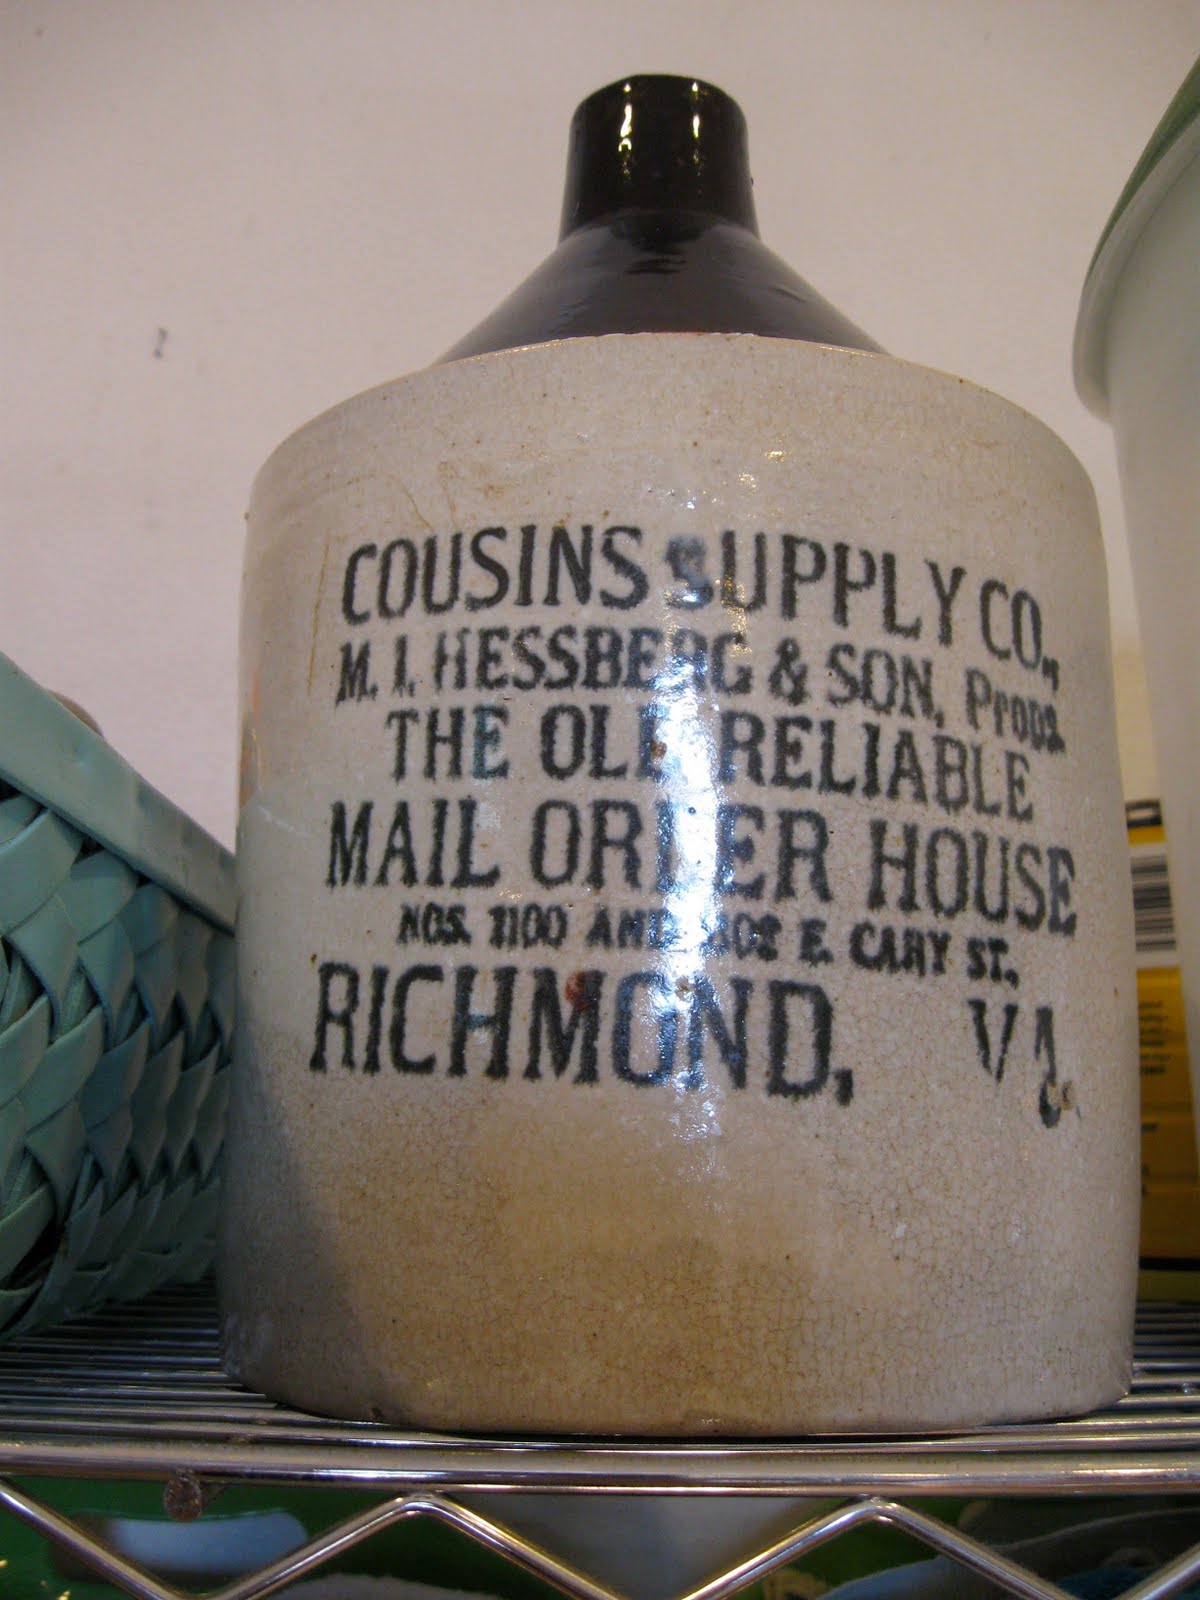 COUSINS SUPPLY CO.,
M. I. HESSBERG & SON, Props.
THE OLD RELIABLE
MAIL ORDER HOUSE
NOS. 1100 AND E. CARY ST.
RICHMOND, VA.